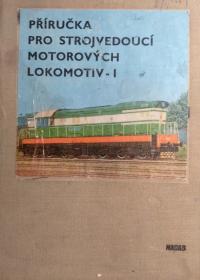 PŘÍRUČKA
PRO STROJVEDOUCÍ
MOTOROVÝCH
LOKOMOTIV - I
NADAS